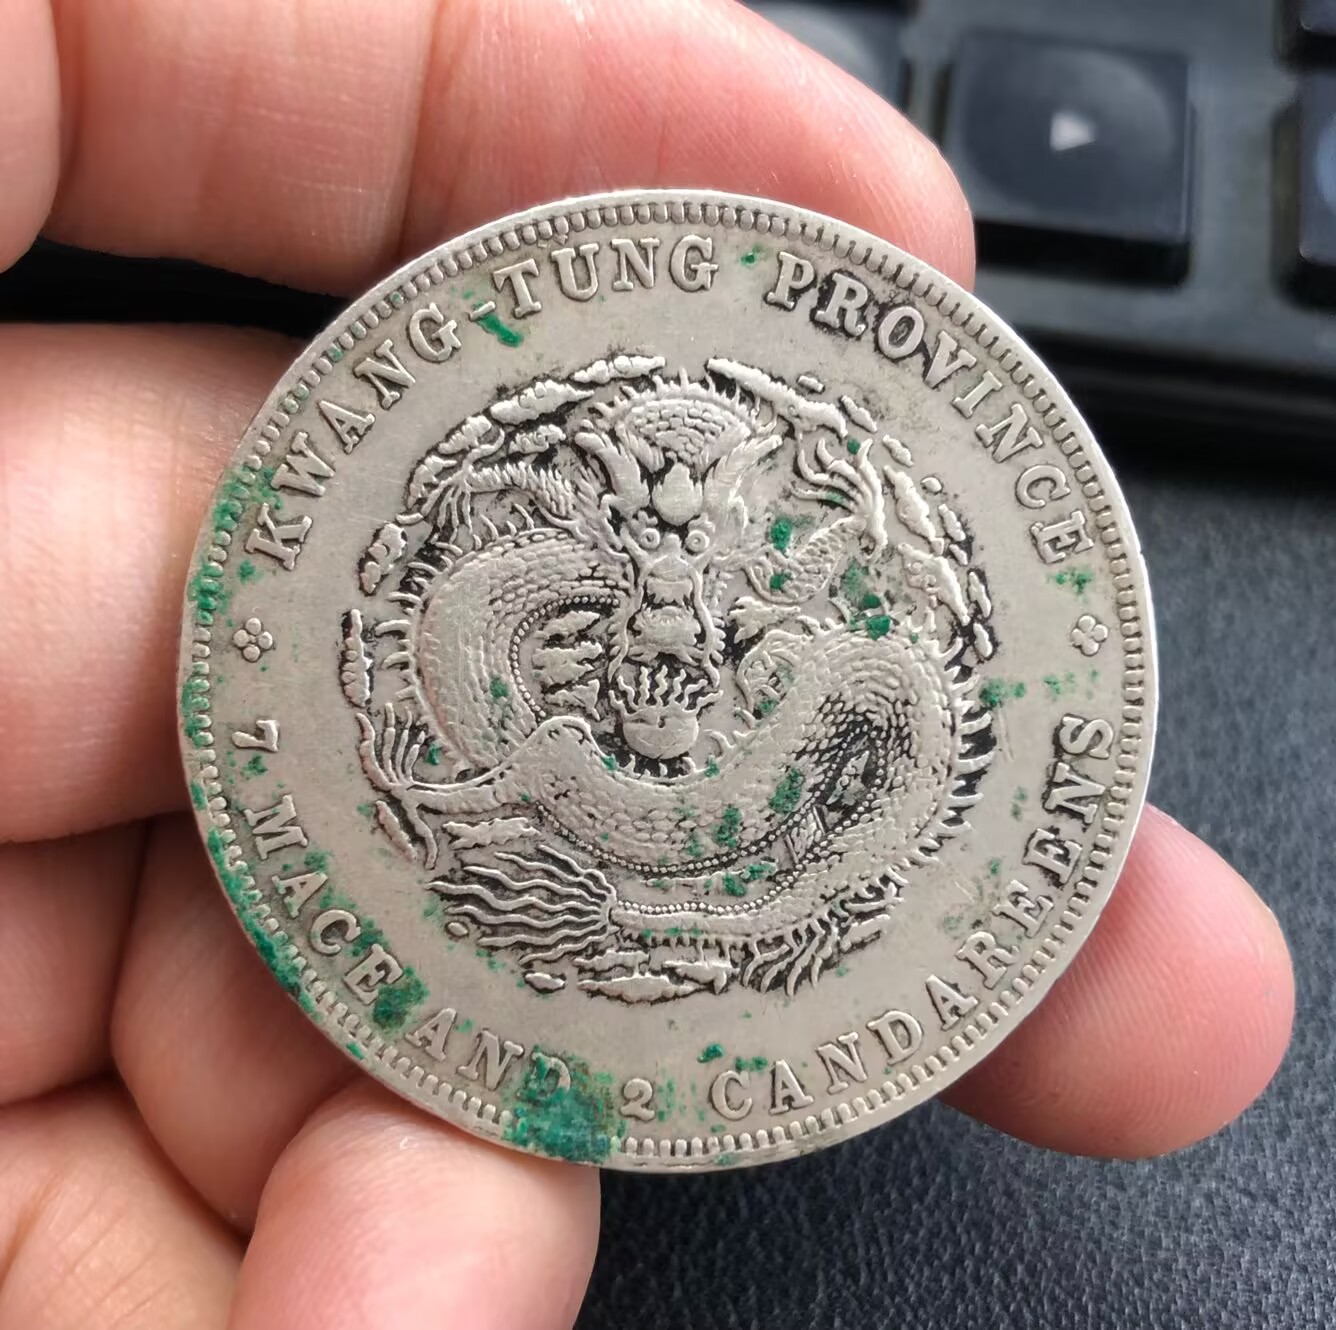 KWANG-TUNG PROVINCE
7 MACE AND 2 CANDAREENS